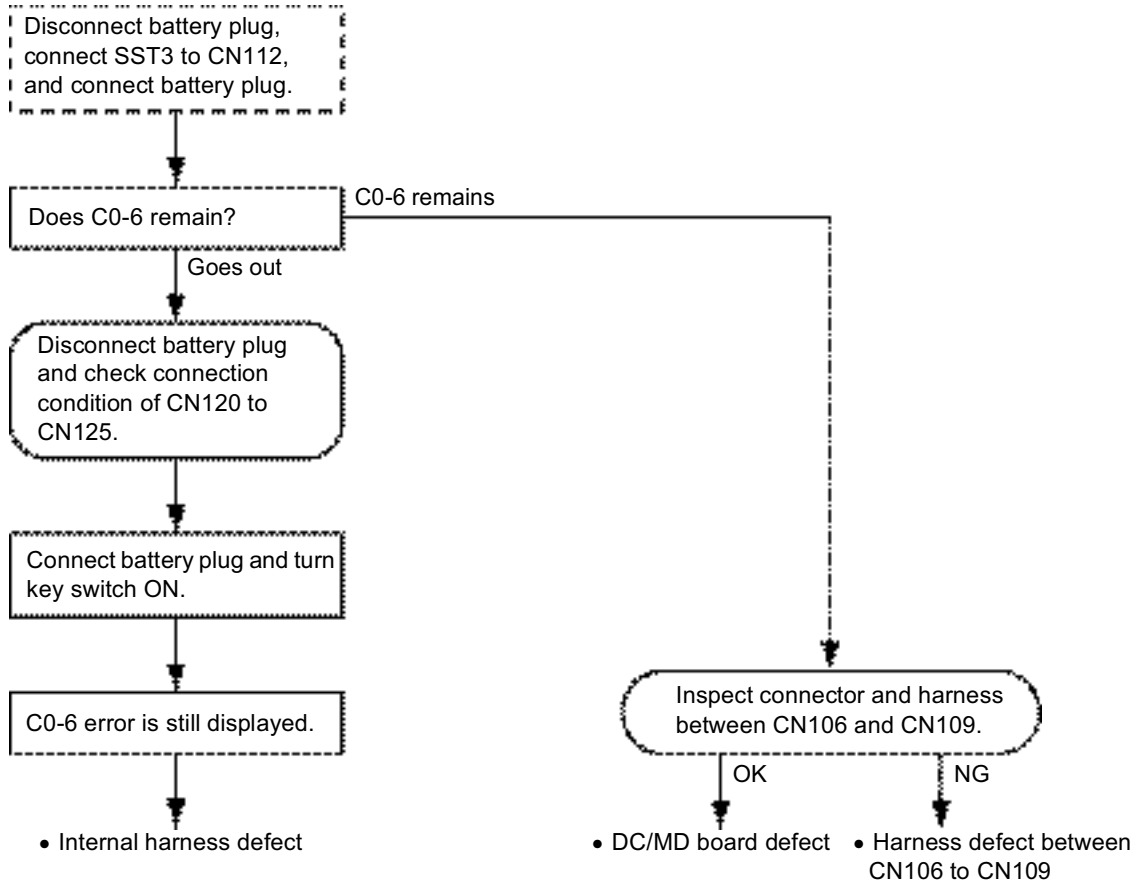 Disconnect battery plug,
connect SST3 to CN112,
and connect battery plug.
Does C0-6 remain?
C0-6 remains
Goes out
Disconnect battery plug
and check connection
condition of CN120 to
CN125.
Connect battery plug and turn
key switch ON.
C0-6 error is still displayed.
Inspect connector and harness
between CN106 and CN109.
OK
NG
• Internal harness defect
• DC/MD board defect
• Harness defect between
CN106 to CN109